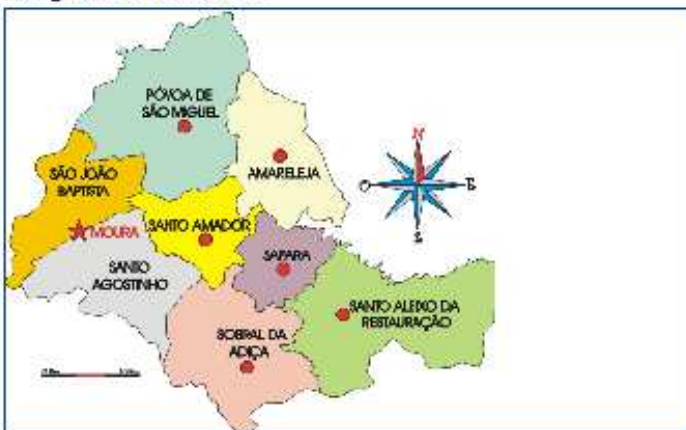 PÓVOA DE
SÃO MIGUEL
SÃO JOÃO
BAPTISTA
AMARELEJA
N
O
E
S
MOURA
SANTO AMADOR
SAFARA
SANTO
AGOSTINHO
SANTO ALEIXO DA
RESTAURAÇÃO
SOBRAL DA
ADIÇA